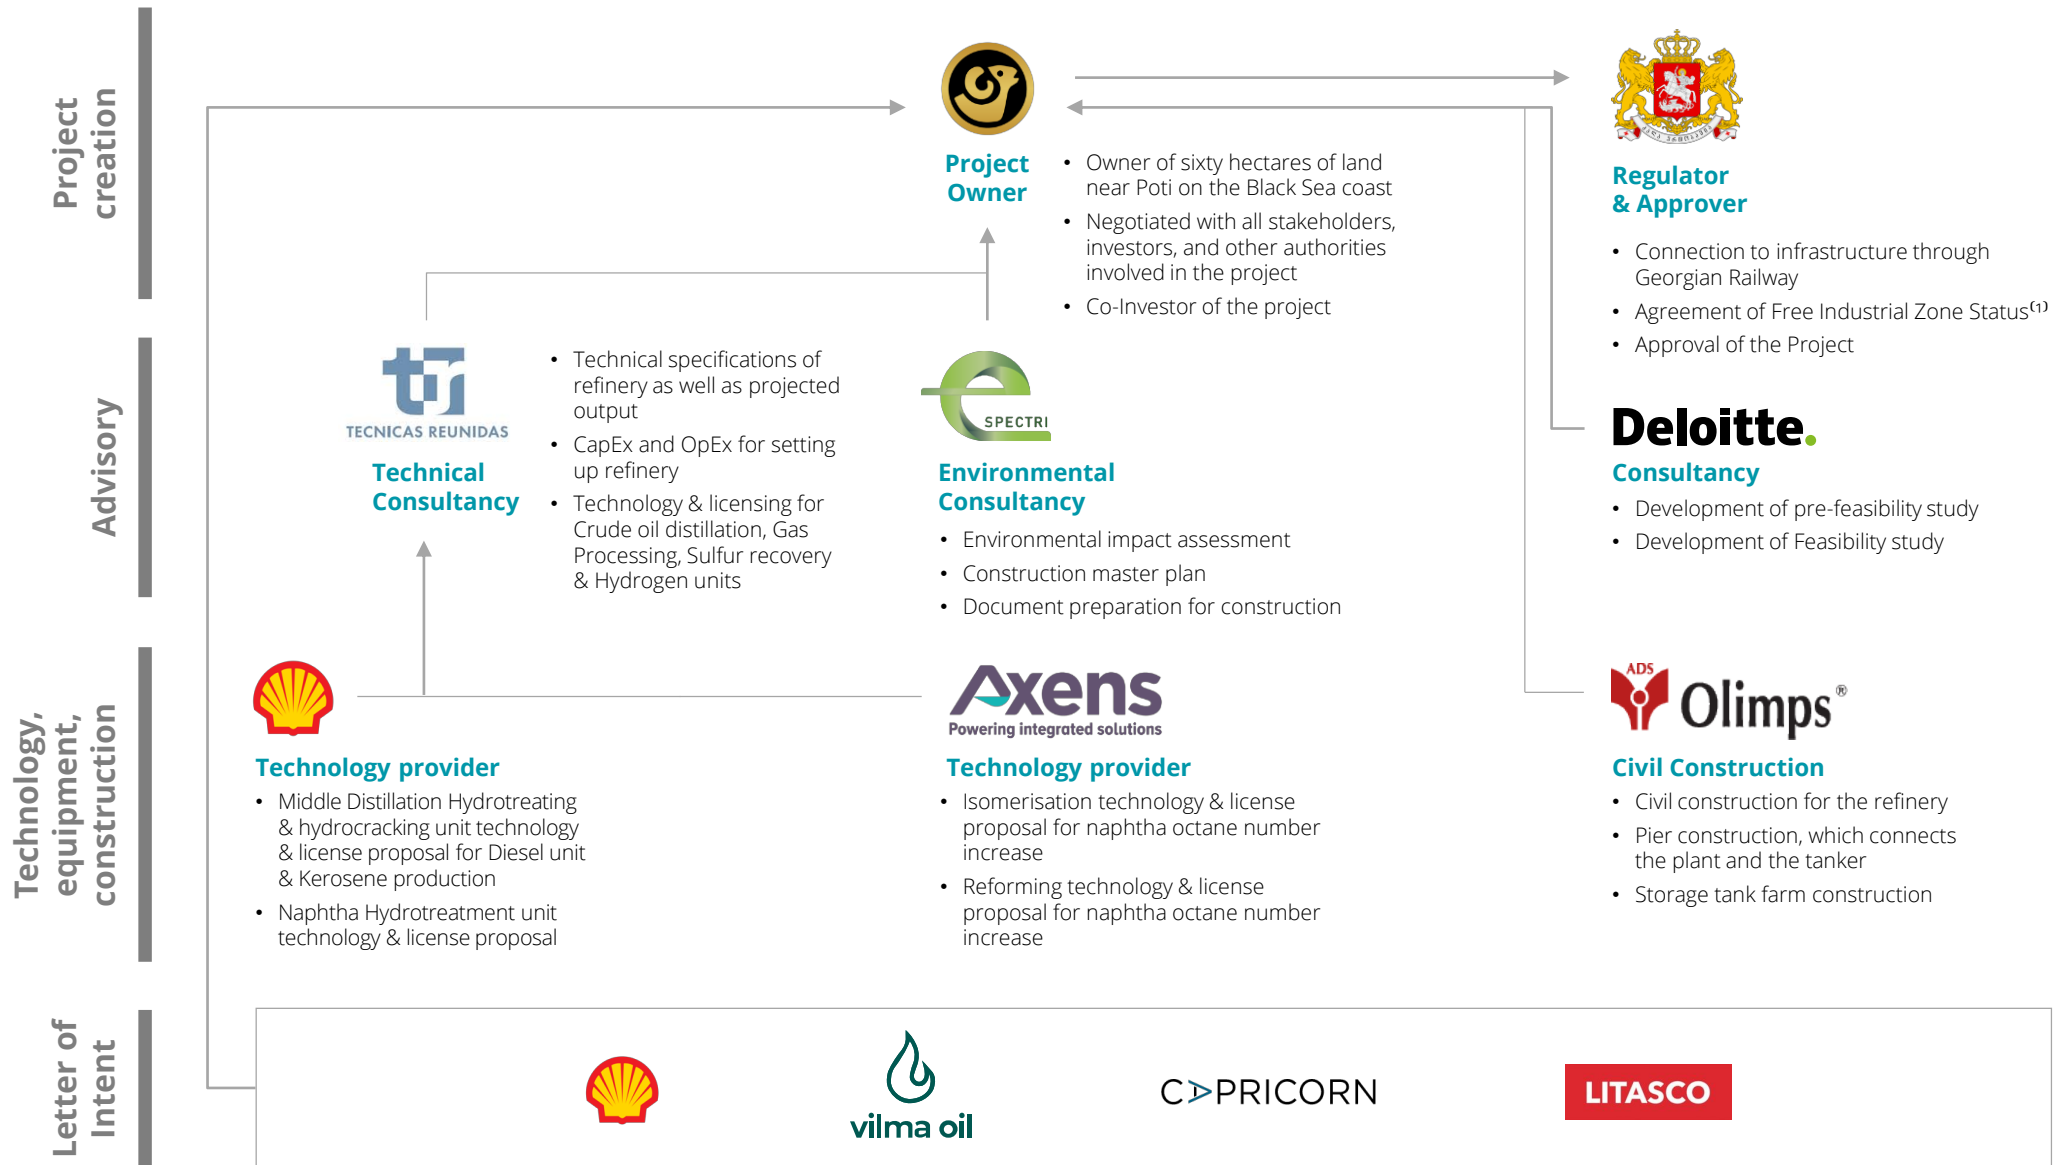 Project
creation
Project
Owner
• Owner of sixty hectares of land
near Poti on the Black Sea coast
• Negotiated with all stakeholders,
investors, and other authorities
involved in the project
• Co-Investor of the project
Regulator
& Approver
• Connection to infrastructure through
Georgian Railway
• Agreement of Free Industrial Zone Status⁽¹⁾
• Approval of the Project
Advisory
tr
TECNICAS REUNIDAS
Technical
Consultancy
• Technical specifications of
refinery as well as projected
output
• CapEx and OpEx for setting
up refinery
• Technology & licensing for
Crude oil distillation, Gas
Processing, Sulfur recovery
& Hydrogen units
e
SPECTRI
Environmental
Consultancy
• Environmental impact assessment
• Construction master plan
• Document preparation for construction
Deloitte.
Consultancy
• Development of pre-feasibility study
• Development of Feasibility study
Technology,
equipment,
construction
Technology provider
• Middle Distillation Hydrotreating
& hydrocracking unit technology
& license proposal for Diesel unit
& Kerosene production
• Naphtha Hydrotreatment unit
technology & license proposal
Axens
Powering integrated solutions
Technology provider
• Isomerisation technology & license
proposal for naphtha octane number
increase
• Reforming technology & license
proposal for naphtha octane number
increase
ADS
Olimps®
Civil Construction
• Civil construction for the refinery
• Pier construction, which connects
the plant and the tanker
• Storage tank farm construction
Letter of
Intent
vilma oil
CAPRICORN
LITASCO